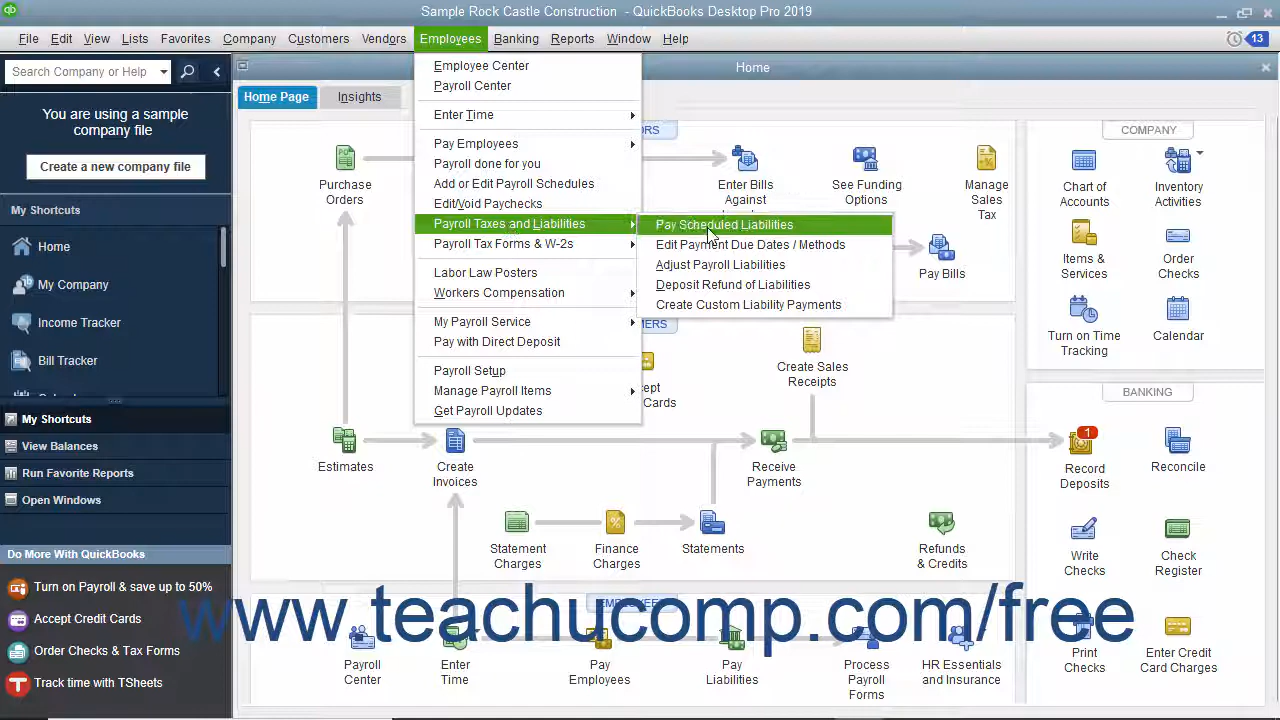 Sample Rock Castle Construction - QuickBooks Desktop Pro 2019
File Edit View Lists Favorites Company Customers Vendors Employees Banking Reports Window Help
13
Search Company or Help
You are using a sample
company file
Create a new company file
My Shortcuts
Home
My Company
Income Tracker
Bill Tracker
My Shortcuts
View Balances
Run Favorite Reports
Open Windows
Do More With QuickBooks
Turn on Payroll & save up to 50%
Accept Credit Cards
Order Checks & Tax Forms
Track time with TSheets
Employee Center
Payroll Center
Enter Time
Pay Employees
Payroll done for you
Add or Edit Payroll Schedules
Edit/Void Paychecks
Payroll Taxes and Liabilities
Payroll Tax Forms & W-2s
Labor Law Posters
Workers Compensation
My Payroll Service
Pay with Direct Deposit
Payroll Setup
Manage Payroll Items
Get Payroll Updates
Pay Scheduled Liabilities
Edit Payment Due Dates / Methods
Adjust Payroll Liabilities
Deposit Refund of Liabilities
Create Custom Liability Payments
Home
Home Page
Insights
ORS
Purchase
Orders
Enter Bills
Against
See Funding
Options
Manage
Sales
Tax
Pay Bills
MERS
Create Sales
Receipts
ept
Cards
Estimates
Create
Invoices
Receive
Payments
Statement
Charges
Finance
Charges
Statements
Refunds
& Credits
EMPLOYEES
Payroll
Center
Enter
Time
Pay
Employees
Pay
Liabilities
Process
Payroll
Forms
HR Essentials
and Insurance
COMPANY
Chart of
Accounts
Inventory
Activities
Items &
Services
Order
Checks
Turn on Time
Tracking
Calendar
BANKING
1
Record
Deposits
Reconcile
Write
Checks
Check
Register
Print
Checks
Enter Credit
Card Charges
www.teachucomp.com/free